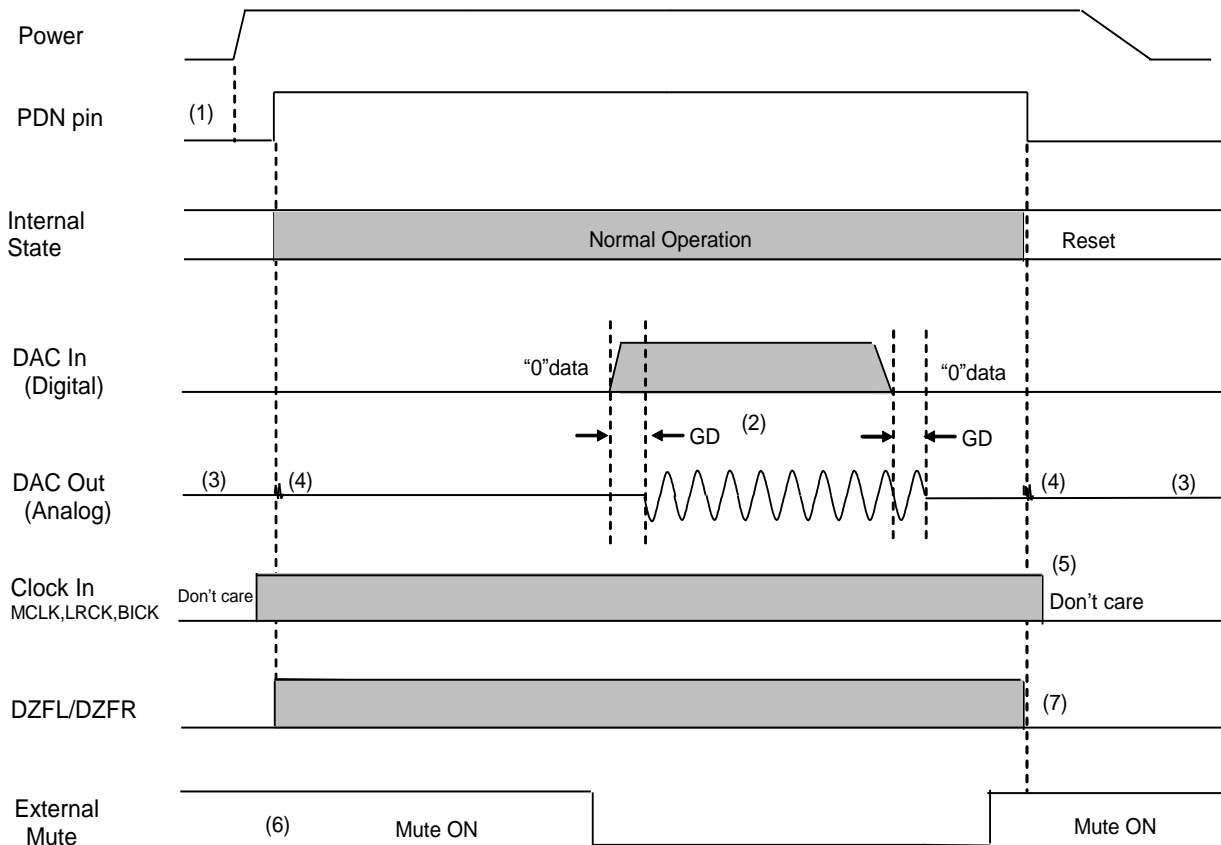 Power
PDN pin
(1)
Internal
State
Normal Operation
Reset
DAC In
(Digital)
“0”data
“0”data
GD
(2)
GD
DAC Out
(Analog)
(3)
(4)
(4)
(3)
Clock In
MCLK,LRCK,BICK
Don’t care
(5)
Don’t care
DZFL/DZFR
(7)
External
Mute
(6)
Mute ON
Mute ON